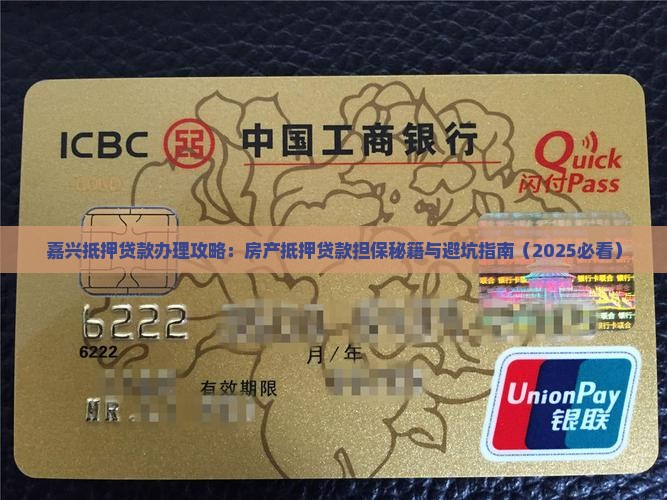 ICBC 中国工商银行
Quick
闪付Pass
嘉兴抵押贷款办理攻略：房产抵押贷款担保秘籍与避坑指南（2025必看）
6222
6222
月/年
有效期限
MR.
UnionPay
银联